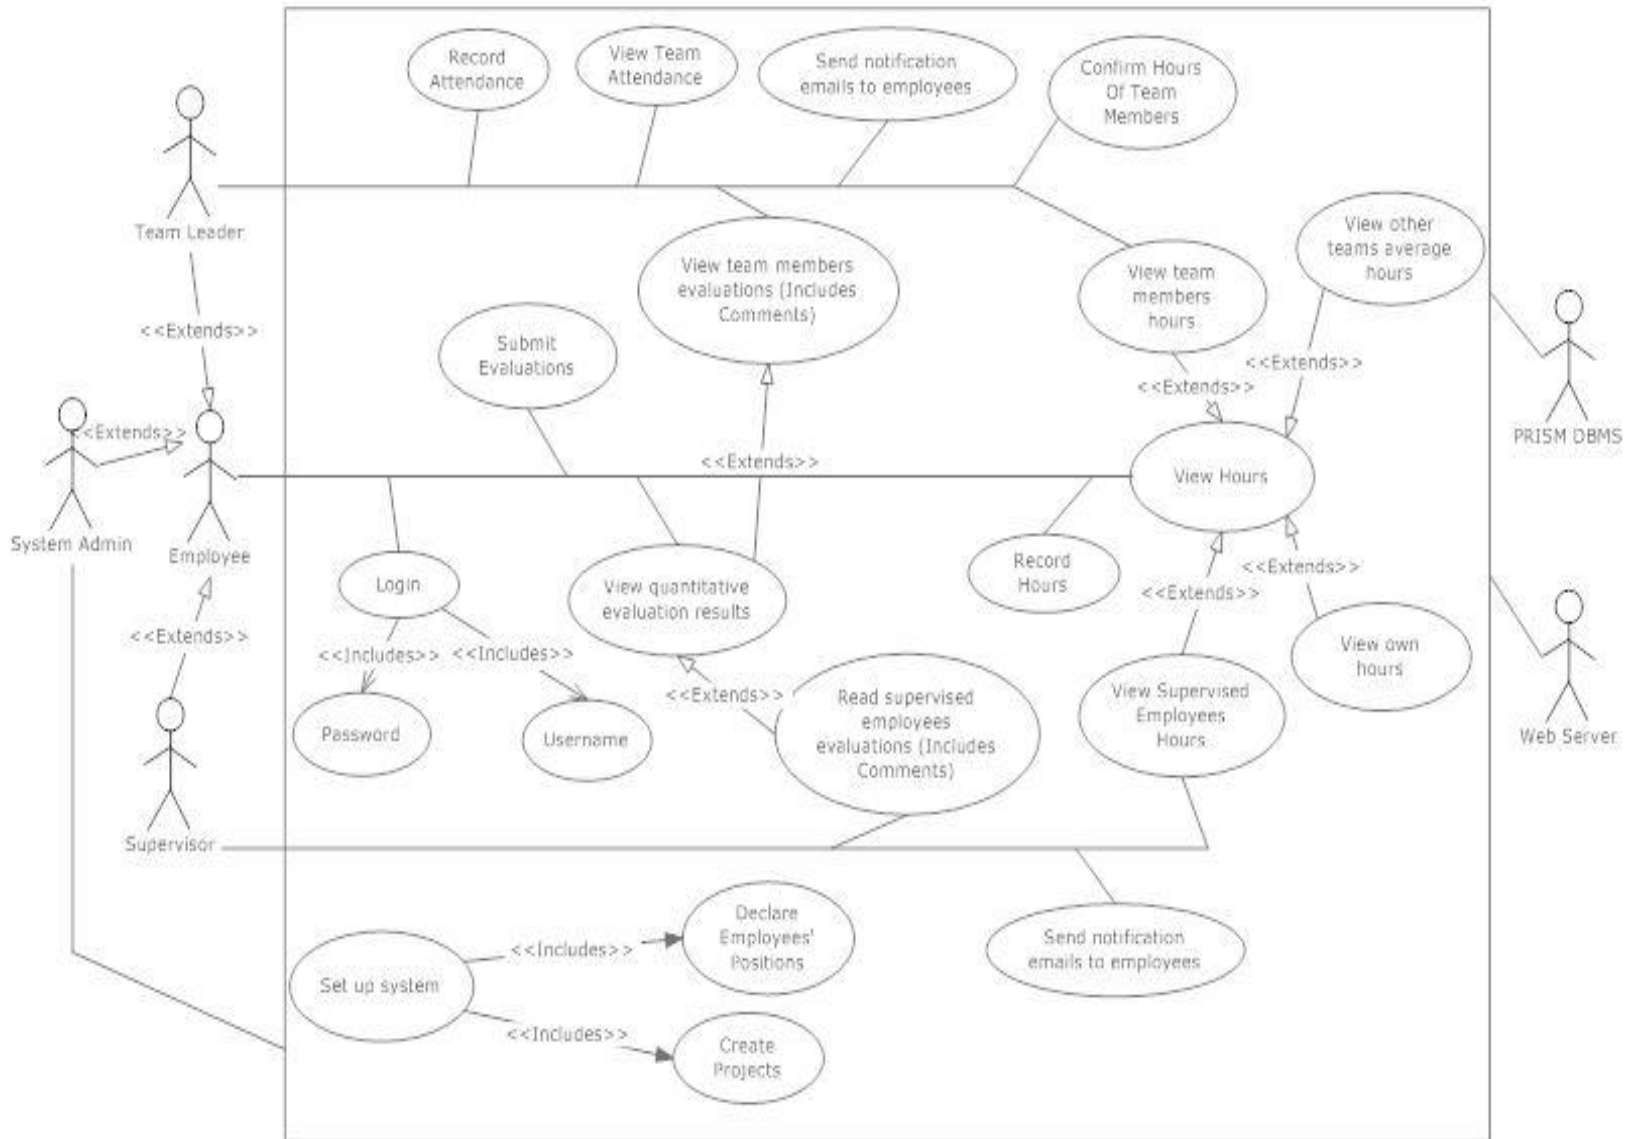 Record
Attendance
View Team
Attendance
Send notification
emails to employees
Confirm Hours
Of Team
Members
Team Leader
View team members
evaluations (Includes
Comments)
View team
members
hours
View other
teams average
hours
<<Extends>>
Submit
Evaluations
<<Extends>>
<<Extends>>
PRISM DBMS
<<Extends>>
<<Extends>>
View Hours
System Admin
Employee
Login
View quantitative
evaluation results
Record
Hours
<<Extends>>
<<Extends>>
<<Extends>>
<<Includes>>
<<Includes>>
<<Extends>>
View own
hours
Password
Username
Read supervised
employees
evaluations (Includes
Comments)
View Supervised
Employees
Hours
Web Server
Supervisor
Declare
Employees'
Positions
<<Includes>>
Send notification
emails to employees
Set up system
<<Includes>>
Create
Projects